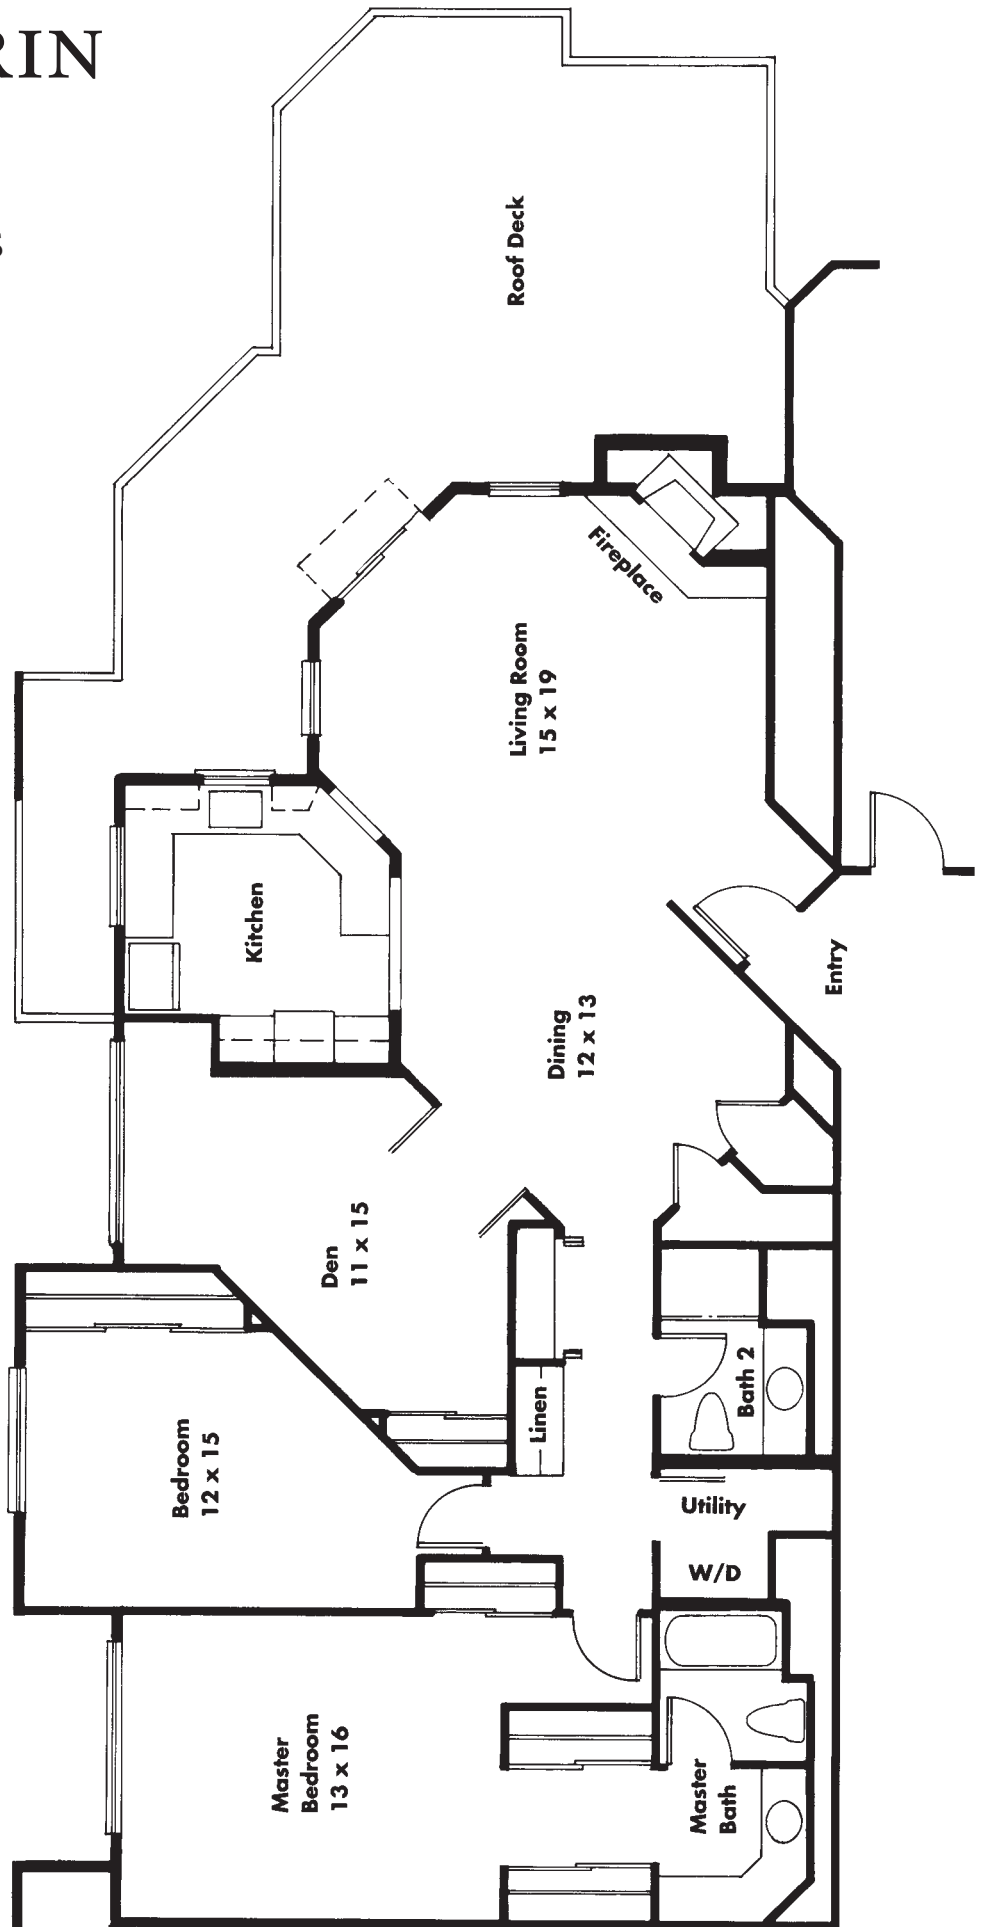 RIN
Roof Deck
Fireplace
Living Room
15 x 19
Kitchen
Entry
Dining
12 x 13
Den
11 x 15
Bedroom
12 x 15
Linen
Bath 2
Utility
W/D
Master
Bedroom
13 x 16
Master
Bath